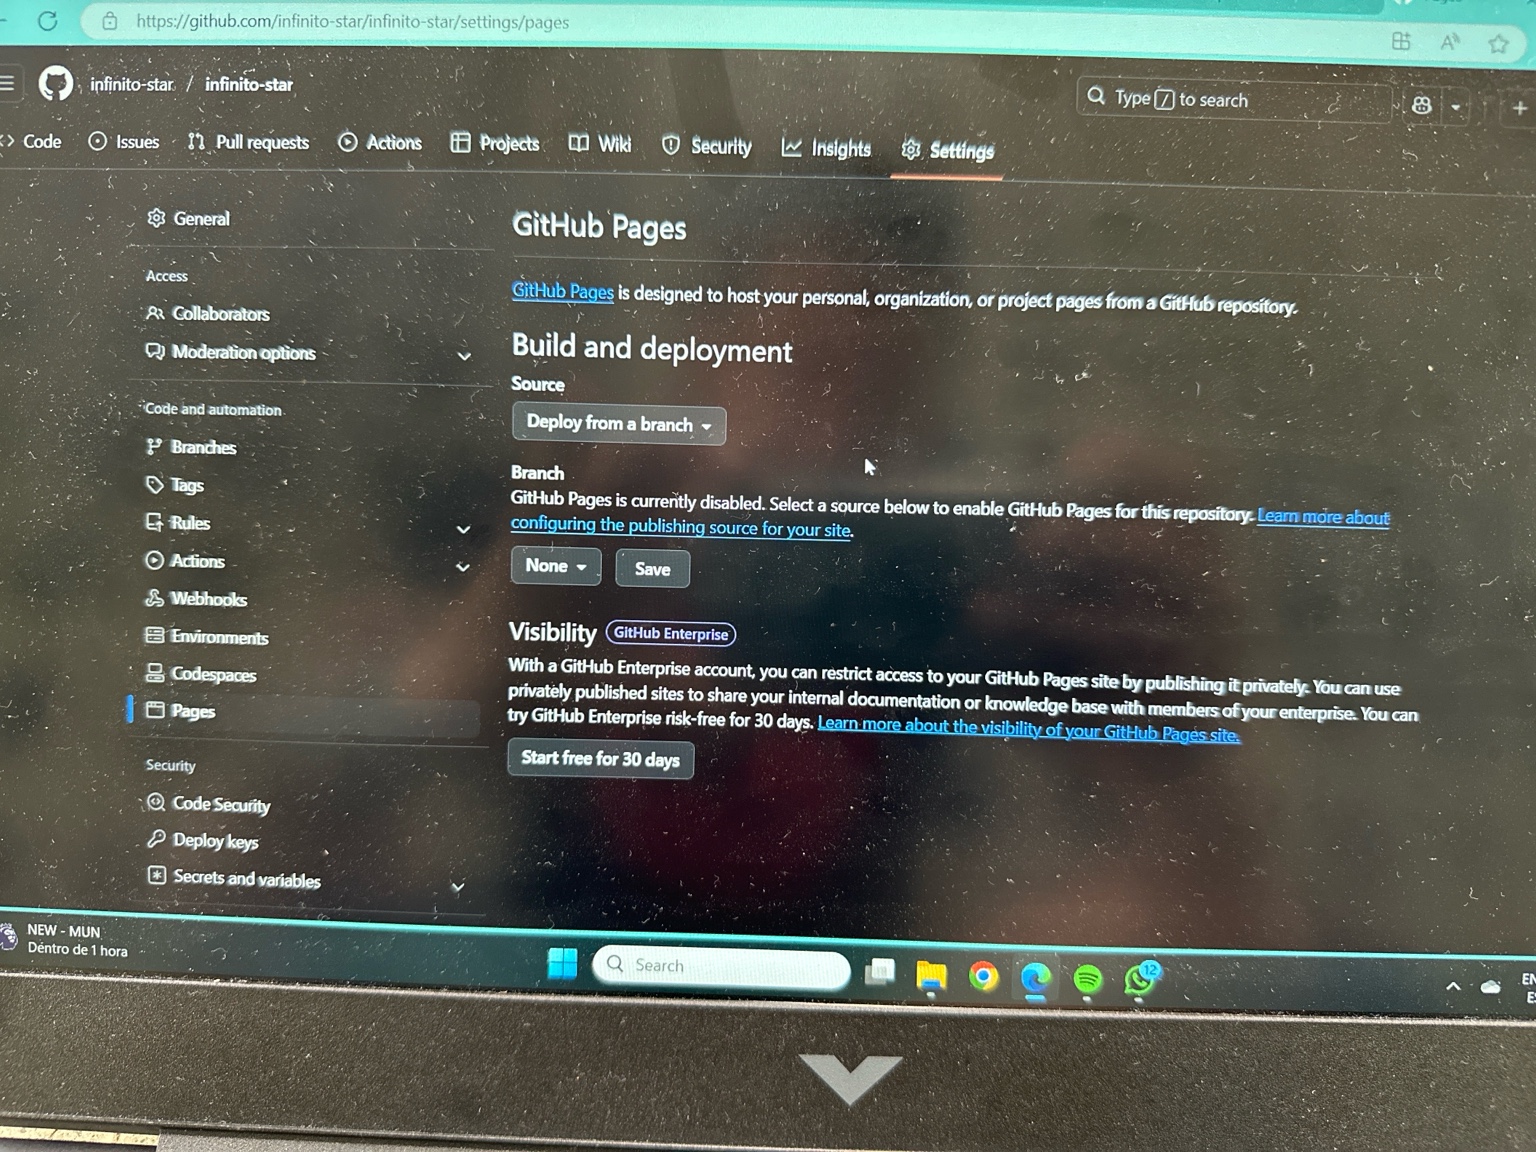 https://github.com/infinito-star/infinito-star/settings/pages
infinito-star / infinito-star
Type / to search
Code Issues Pull requests Actions Projects Wiki Security Insights Settings
General
Access
Collaborators
Moderation options
Code and automation
Branches
Tags
Rules
Actions
Webhooks
Environments
Codespaces
Pages
Security
Code Security
Deploy keys
Secrets and variables
GitHub Pages
GitHub Pages is designed to host your personal, organization, or project pages from a GitHub repository.
Build and deployment
Source
Deploy from a branch
Branch
GitHub Pages is currently disabled. Select a source below to enable GitHub Pages for this repository. Learn more about
configuring the publishing source for your site.
None Save
Visibility GitHub Enterprise
With a GitHub Enterprise account, you can restrict access to your GitHub Pages site by publishing it privately. You can use
privately published sites to share your internal documentation or knowledge base with members of your enterprise. You can
try GitHub Enterprise risk-free for 30 days. Learn more about the visibility of your GitHub Pages site.
Start free for 30 days
NEW - MUN
Dentro de 1 hora
Search
12